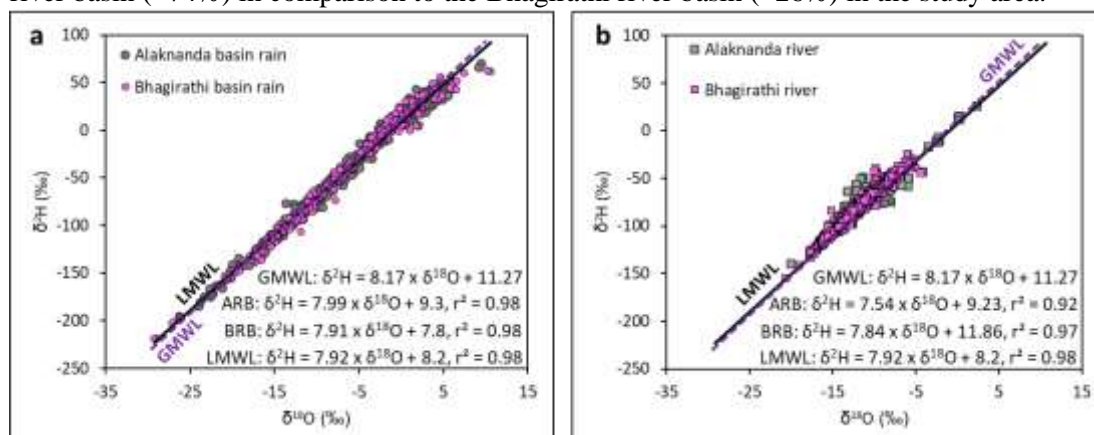 river basin (~74%) in comparison to the Bhagirathi river basin (~26%) in the study area.
a
Alaknanda basin rain
Bhagirathi basin rain
LMWL
GMWL
GMWL: δ²H = 8.17 x δ¹⁸O + 11.27
ARB: δ²H = 7.99 x δ¹⁸O + 9.3, r² = 0.98
BRB: δ²H = 7.91 x δ¹⁸O + 7.8, r² = 0.98
LMWL: δ²H = 7.92 x δ¹⁸O + 8.2, r² = 0.98
δ²H (‰)
100
50
0
-50
-100
-150
-200
-250
-35
-25
-15
-5
5
15
δ¹⁸O (‰)
b
Alaknanda river
Bhagirathi river
GMWL
LMWL
GMWL: δ²H = 8.17 x δ¹⁸O + 11.27
ARB: δ²H = 7.54 x δ¹⁸O + 9.23, r² = 0.92
BRB: δ²H = 7.84 x δ¹⁸O + 11.86, r² = 0.97
LMWL: δ²H = 7.92 x δ¹⁸O + 8.2, r² = 0.98
δ²H (‰)
100
50
0
-50
-100
-150
-200
-250
-35
-25
-15
-5
5
15
δ¹⁸O (‰)